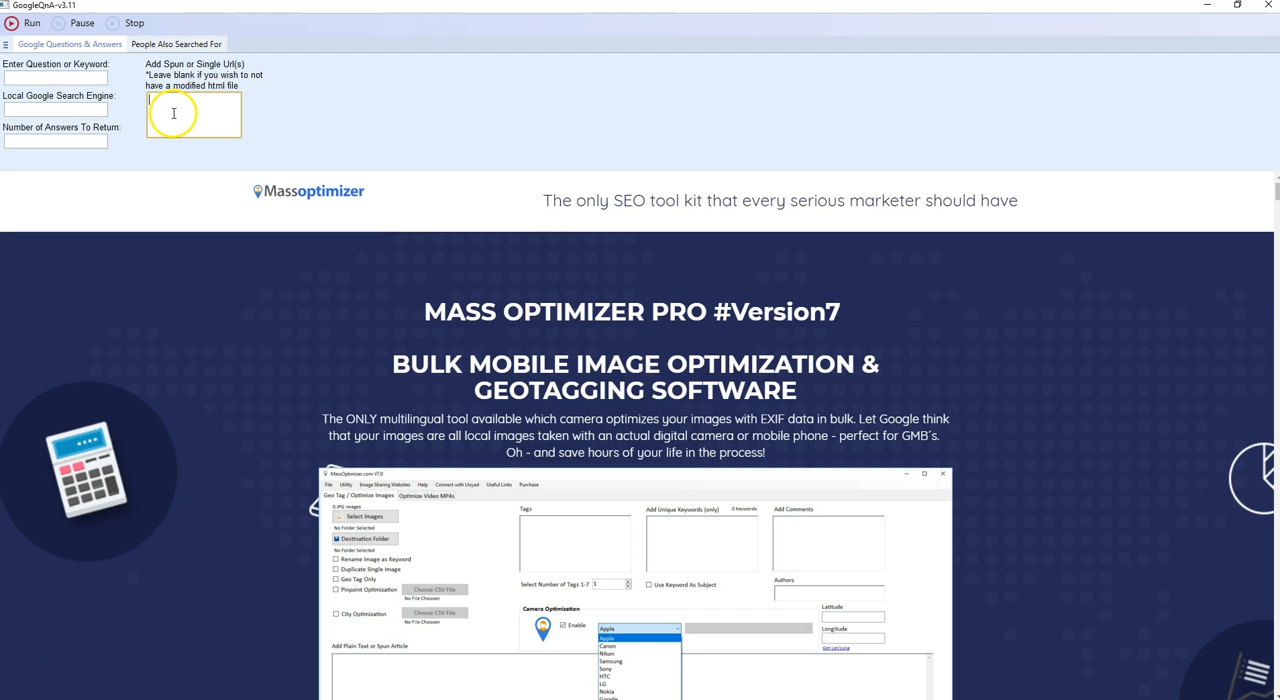 GoogleQnA-v3.11
Run Pause Stop
Google Questions & Answers People Also Searched For
Enter Question or Keyword:
Local Google Search Engine:
Number of Answers To Return:
Add Spun or Single Url(s)
*Leave blank if you wish to not
have a modified html file
Massoptimizer
The only SEO tool kit that every serious marketer should have
MASS OPTIMIZER PRO #Version7
BULK MOBILE IMAGE OPTIMIZATION &
GEOTAGGING SOFTWARE
The ONLY multilingual tool available which camera optimizes your images with EXIF data in bulk. Let Google think
that your images are all local images taken with an actual digital camera or mobile phone - perfect for GMB's.
Oh - and save hours of your life in the process!
MassOptimizer.com V7.0
File Utility Image Sharing Websites Help Connect with Lloyed Useful Links Purchase
Geo Tag / Optimize Images Optimize Video MP4s
0 JPG images
Select Images
No Folder Selected
Destination Folder
No Folder Selected
Rename Image as Keyword
Duplicate Single Image
Geo Tag Only
Pinpoint Optimization Choose CSV File
No File Choosen
City Optimization Choose CSV File
No File Choosen
Add Plain Text or Spun Article
Tags
Add Unique Keywords (only) 0 Keywords
Add Comments
Select Number of Tags 1-7 1
Use Keyword As Subject
Authors
Camera Optimization
Enable
Apple
Apple
Canon
Nikon
Samsung
Sony
HTC
LG
Nokia
Google
Latitude
Longitude
Get Lat/Long